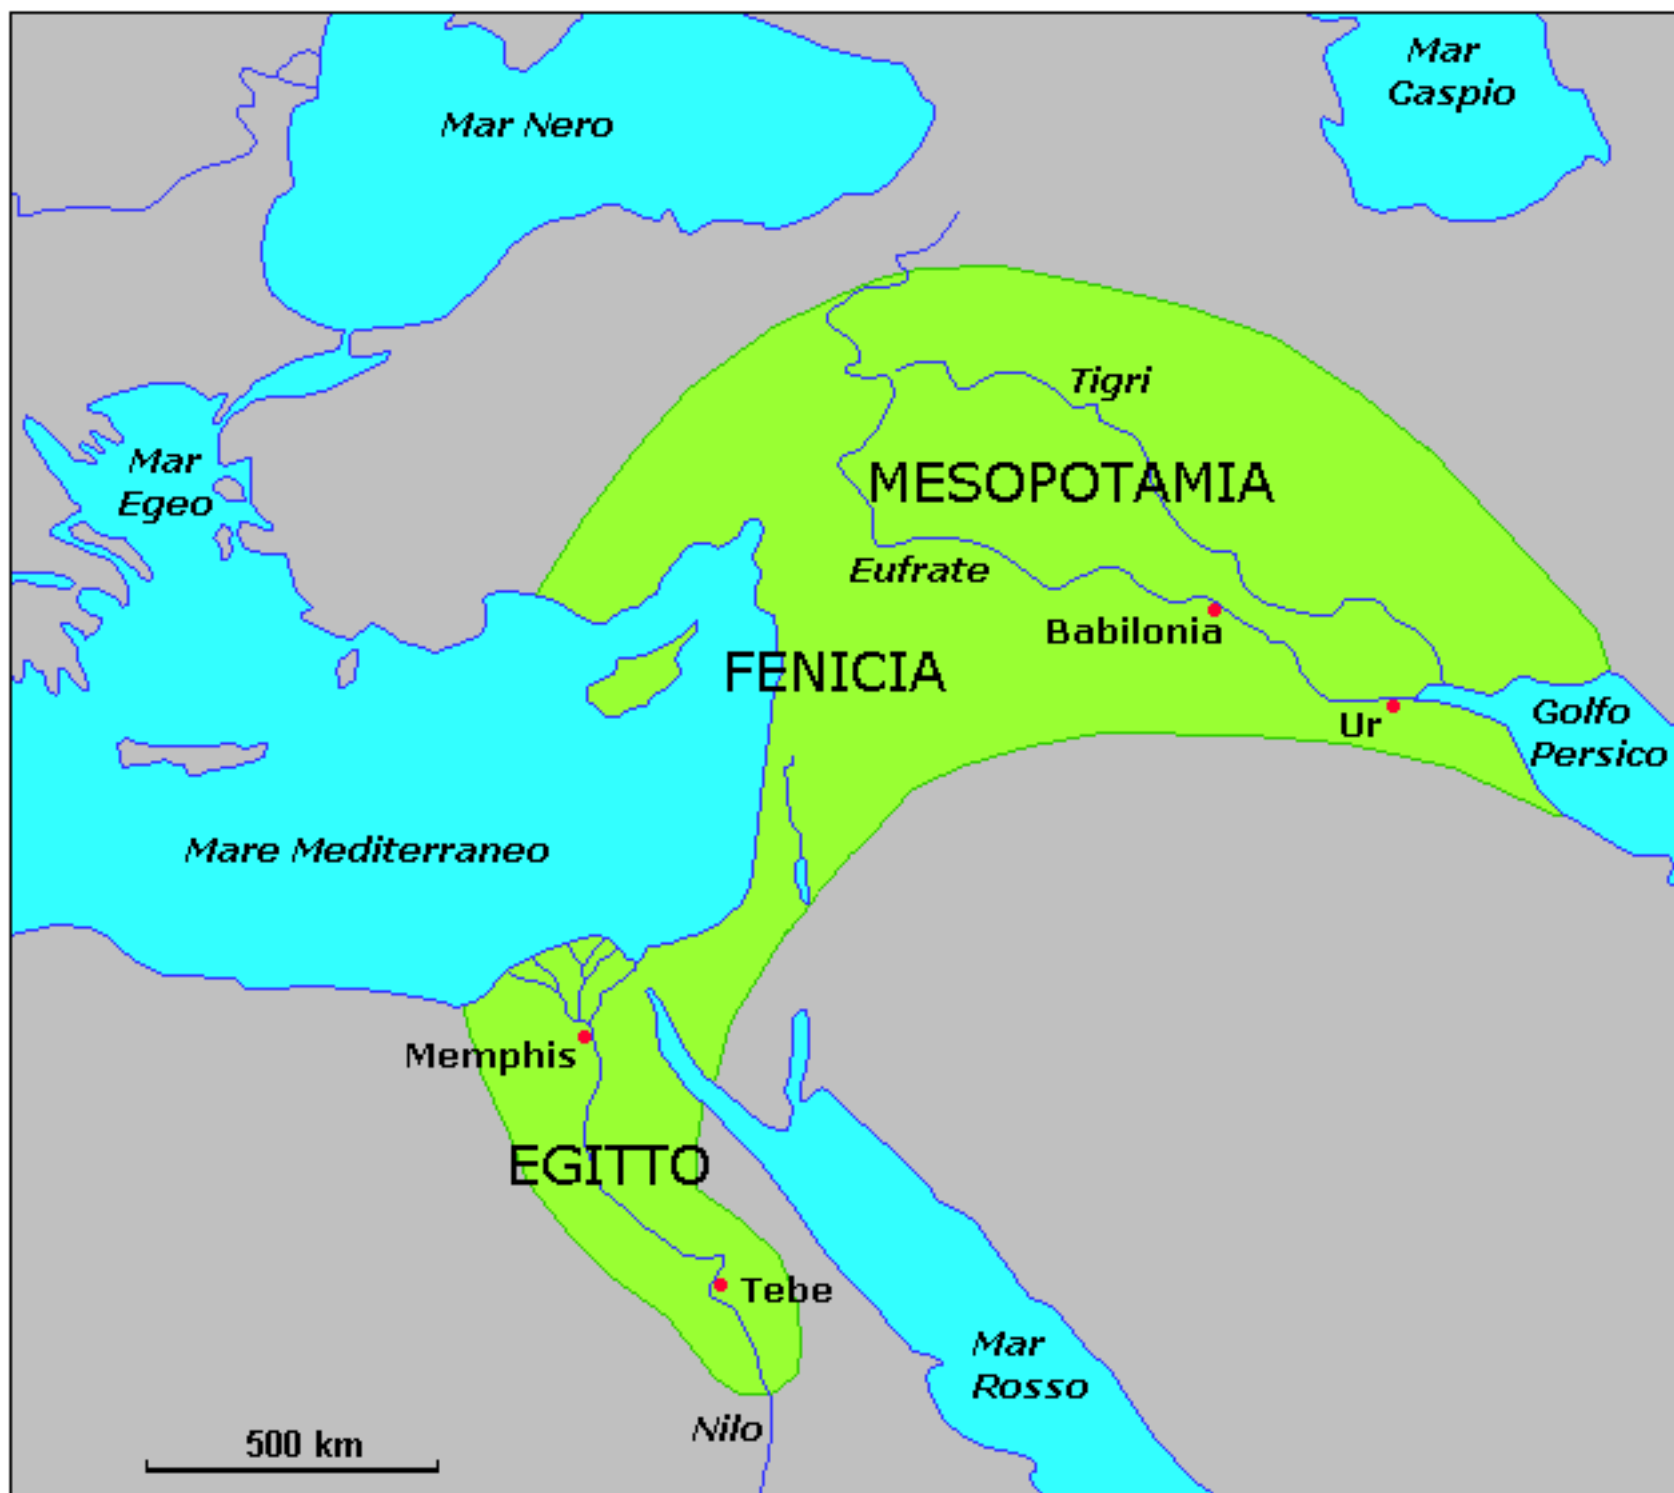 Mar
Caspio
Mar Nero
Tigri
Mar
Egeo
MESOPOTAMIA
Eufrate
Babilonia
FENICIA
Ur
Golfo
Persico
Mare Mediterraneo
Memphis
EGITTO
Tebe
Mar
Rosso
Nilo
500 km